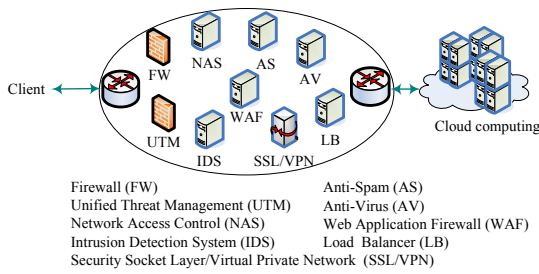 FW
NAS
AS
AV
Client
WAF
Cloud computing
UTM
IDS
SSL/VPN
LB
Firewall (FW)
Anti-Spam (AS)
Unified Threat Management (UTM)
Anti-Virus (AV)
Network Access Control (NAS)
Web Application Firewall (WAF)
Intrusion Detection System (IDS)
Load Balancer (LB)
Security Socket Layer/Virtual Private Network (SSL/VPN)